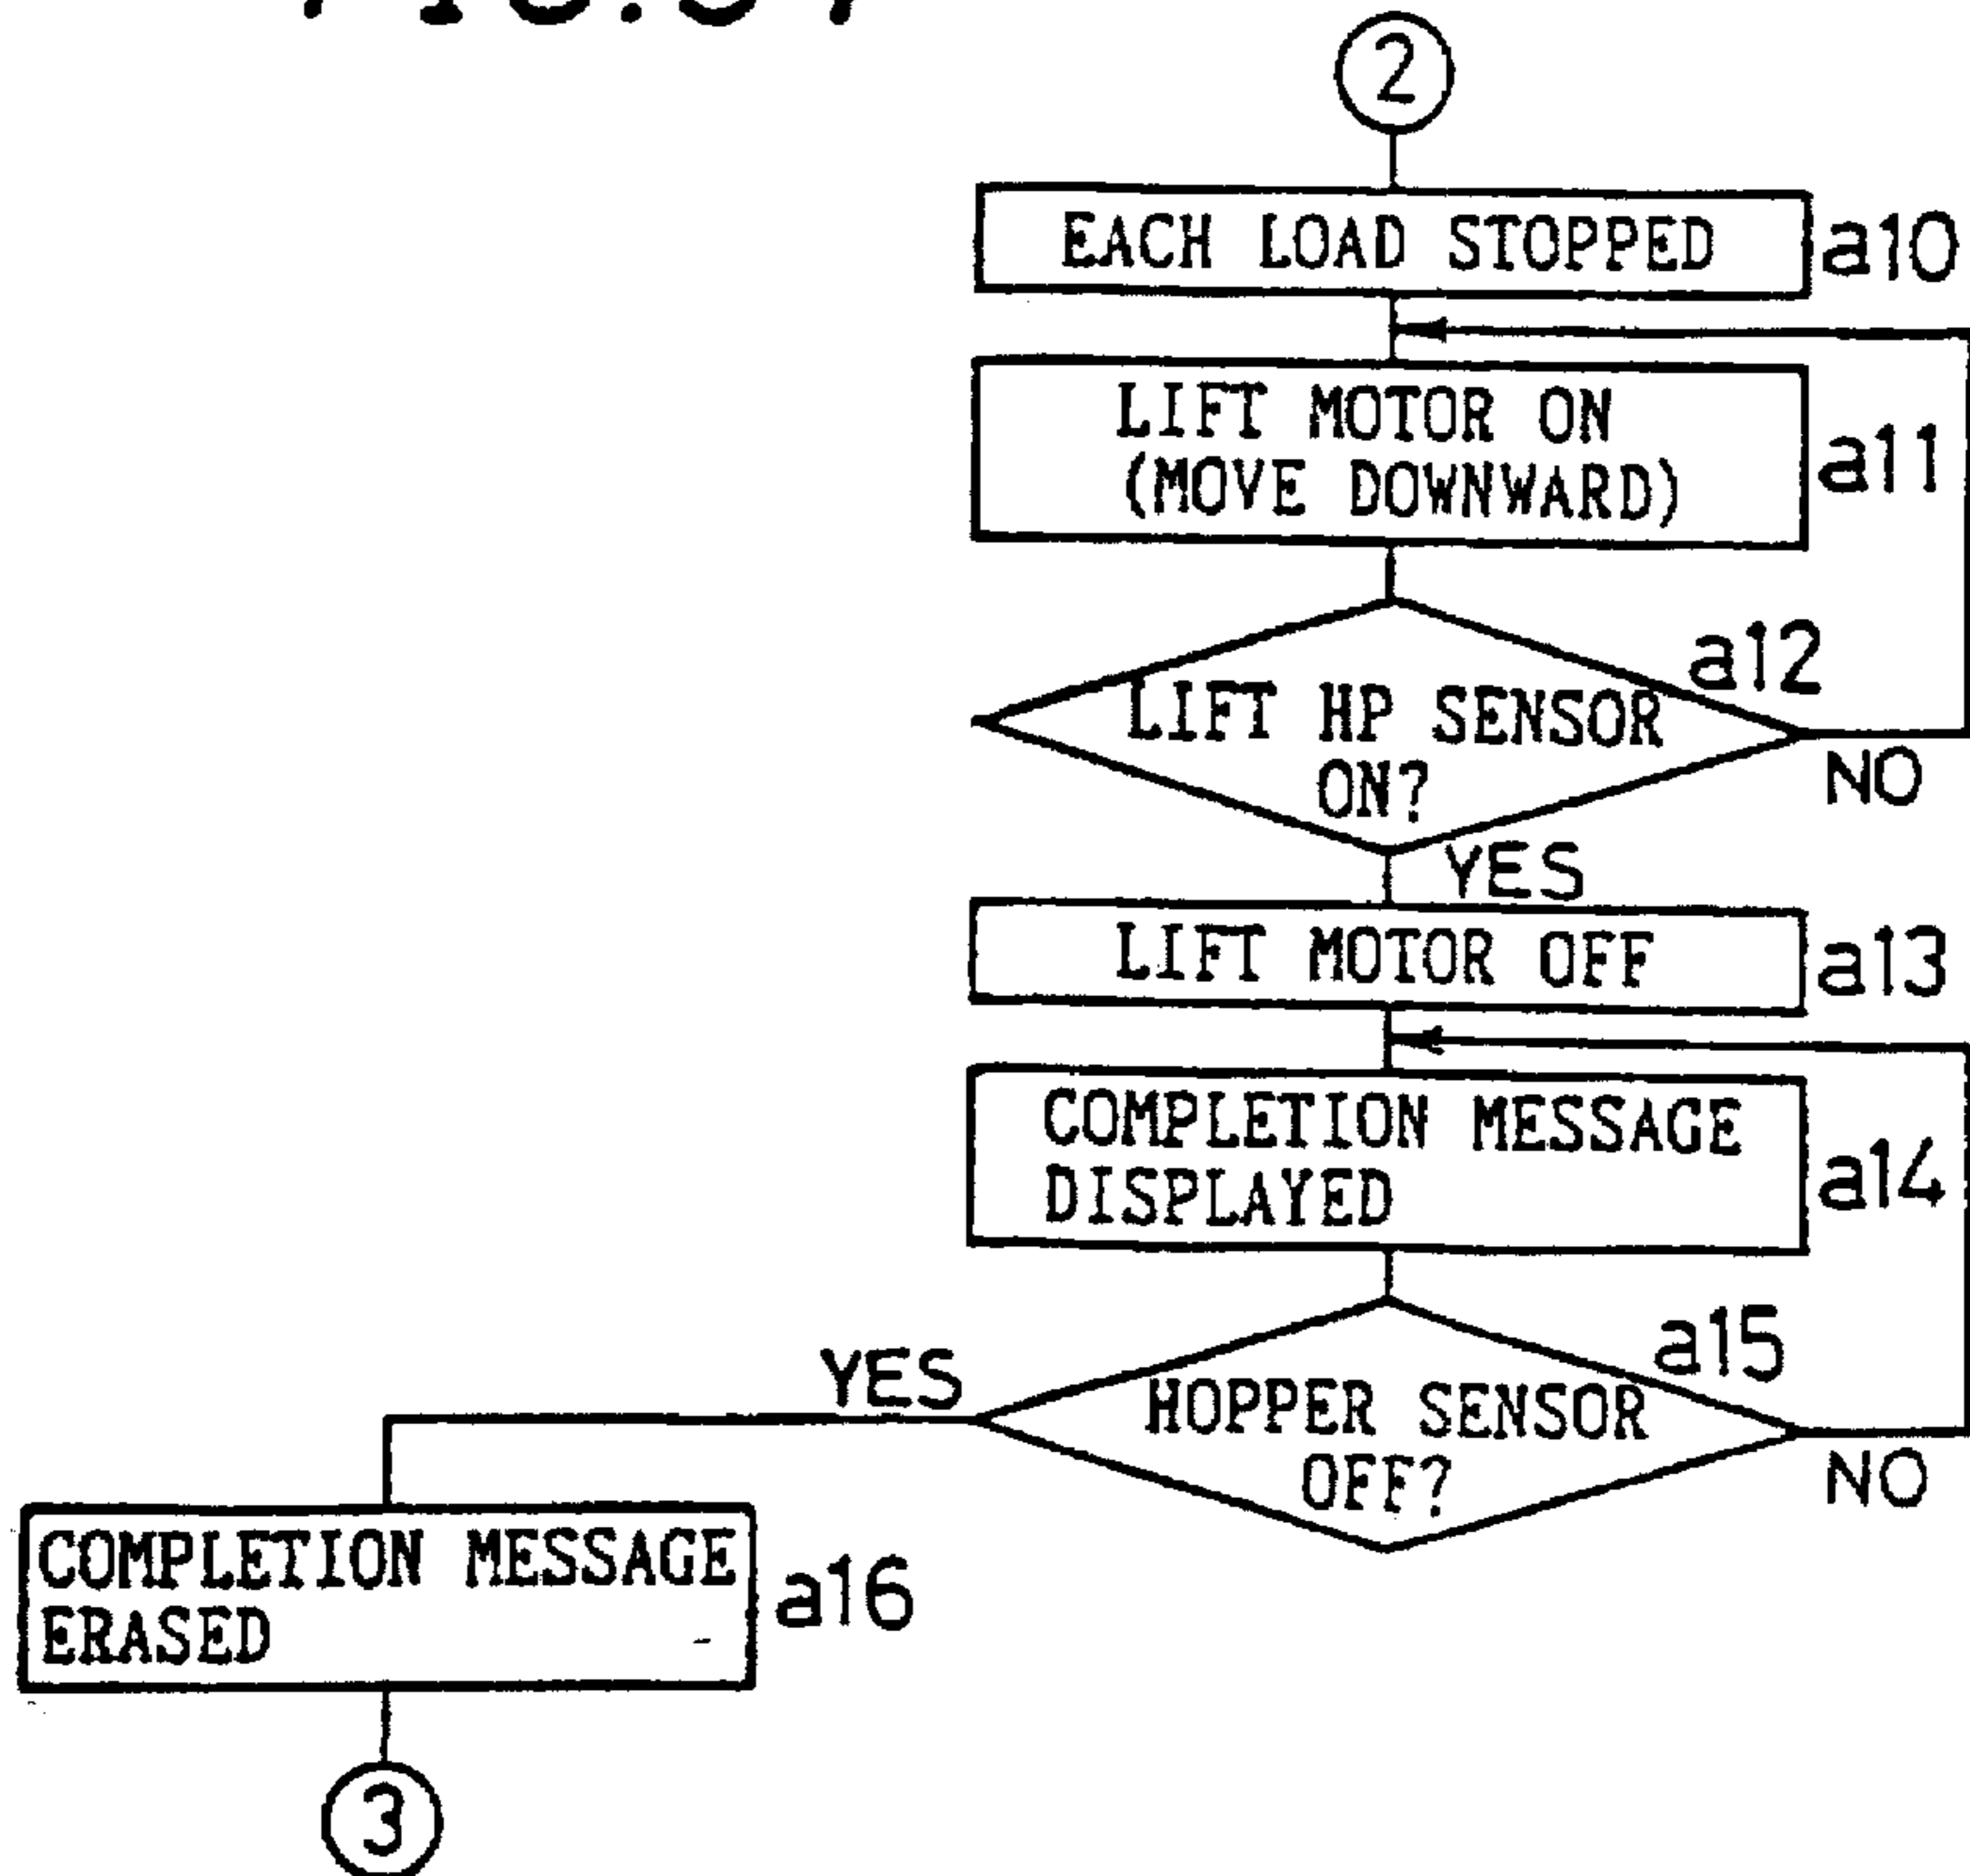 2
EACH LOAD STOPPED a10
LIFT MOTOR ON
(MOVE DOWNWARD)
a11
a12
LIFT HP SENSOR
ON?
NO
YES
LIFT MOTOR OFF a13
COMPLETION MESSAGE
DISPLAYED
a14
a15
YES
HOPPER SENSOR
OFF?
NO
COMPLETION MESSAGE
ERASED
a16
3